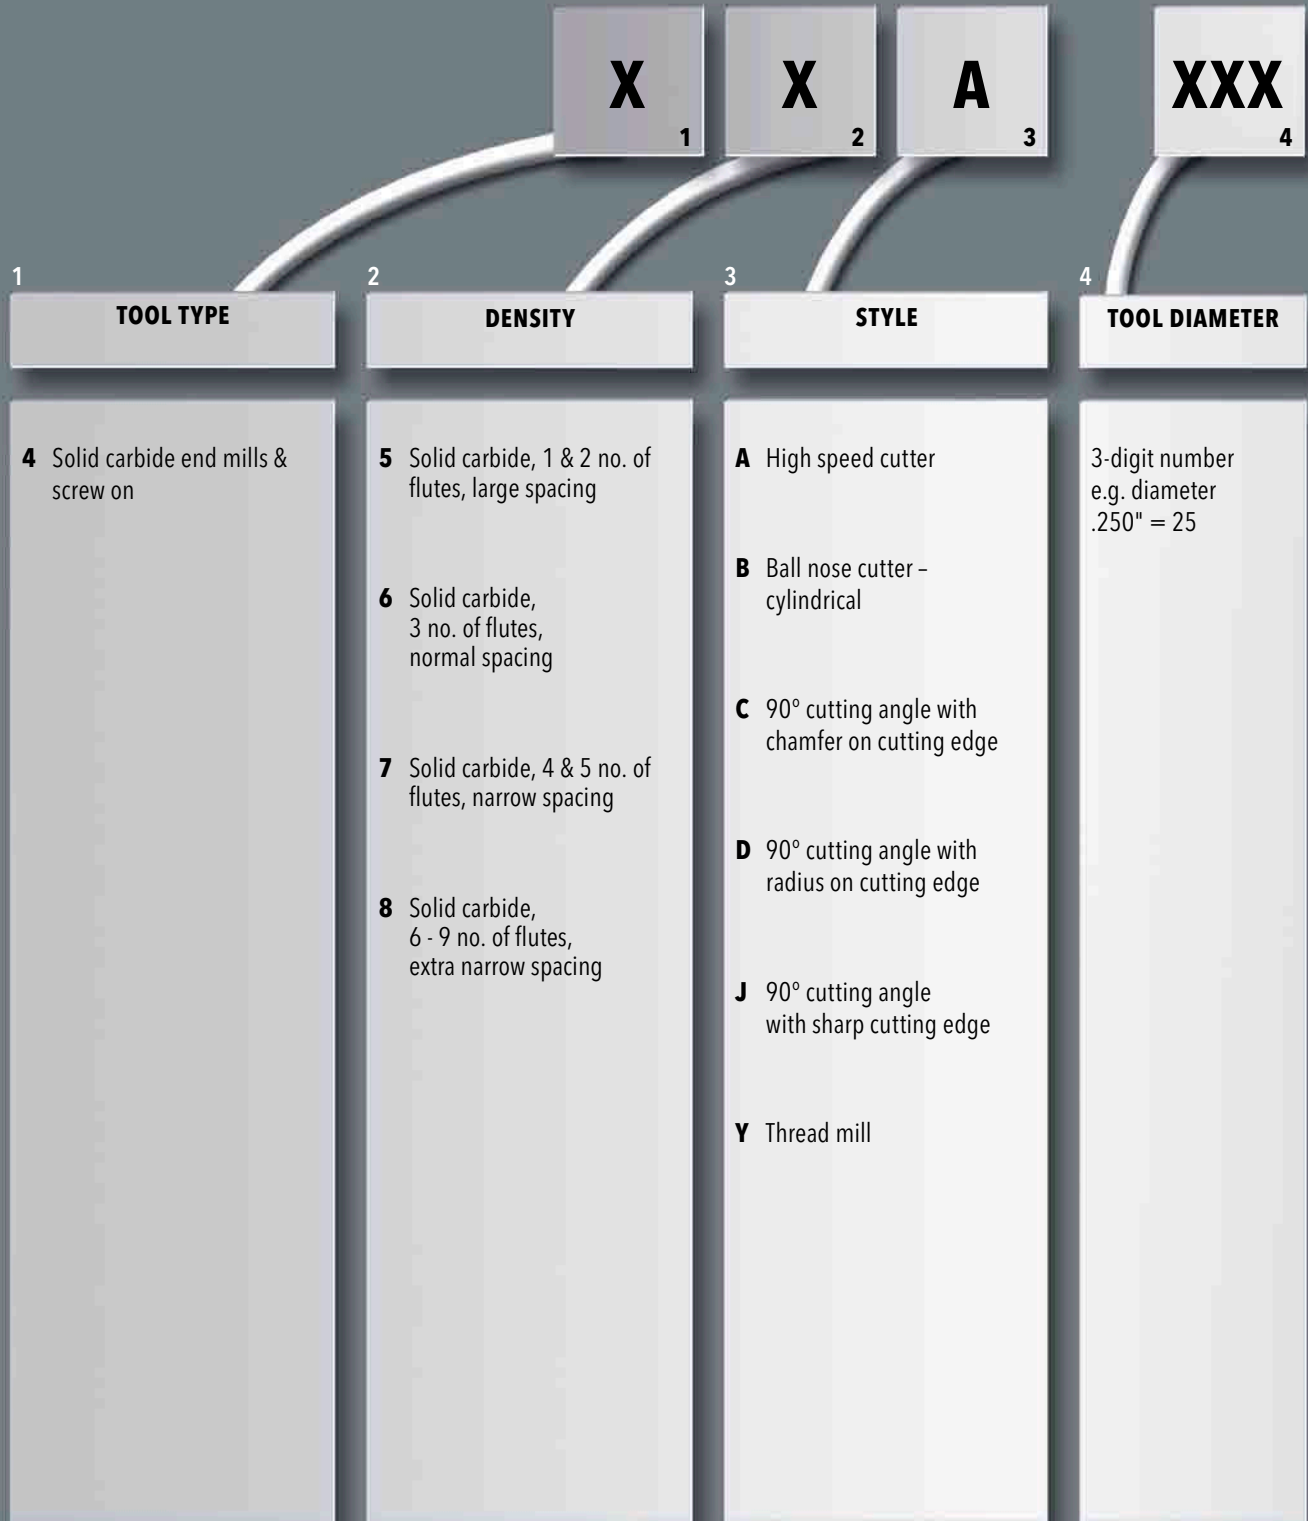 X
1
X
2
A
3
XXX
4
1
TOOL TYPE
4 Solid carbide end mills &
screw on
2
DENSITY
5 Solid carbide, 1 & 2 no. of
flutes, large spacing
6 Solid carbide,
3 no. of flutes,
normal spacing
7 Solid carbide, 4 & 5 no. of
flutes, narrow spacing
8 Solid carbide,
6 - 9 no. of flutes,
extra narrow spacing
3
STYLE
A High speed cutter
B Ball nose cutter –
cylindrical
C 90º cutting angle with
chamfer on cutting edge
D 90º cutting angle with
radius on cutting edge
J 90º cutting angle
with sharp cutting edge
Y Thread mill
4
TOOL DIAMETER
3-digit number
e.g. diameter
.250" = 25